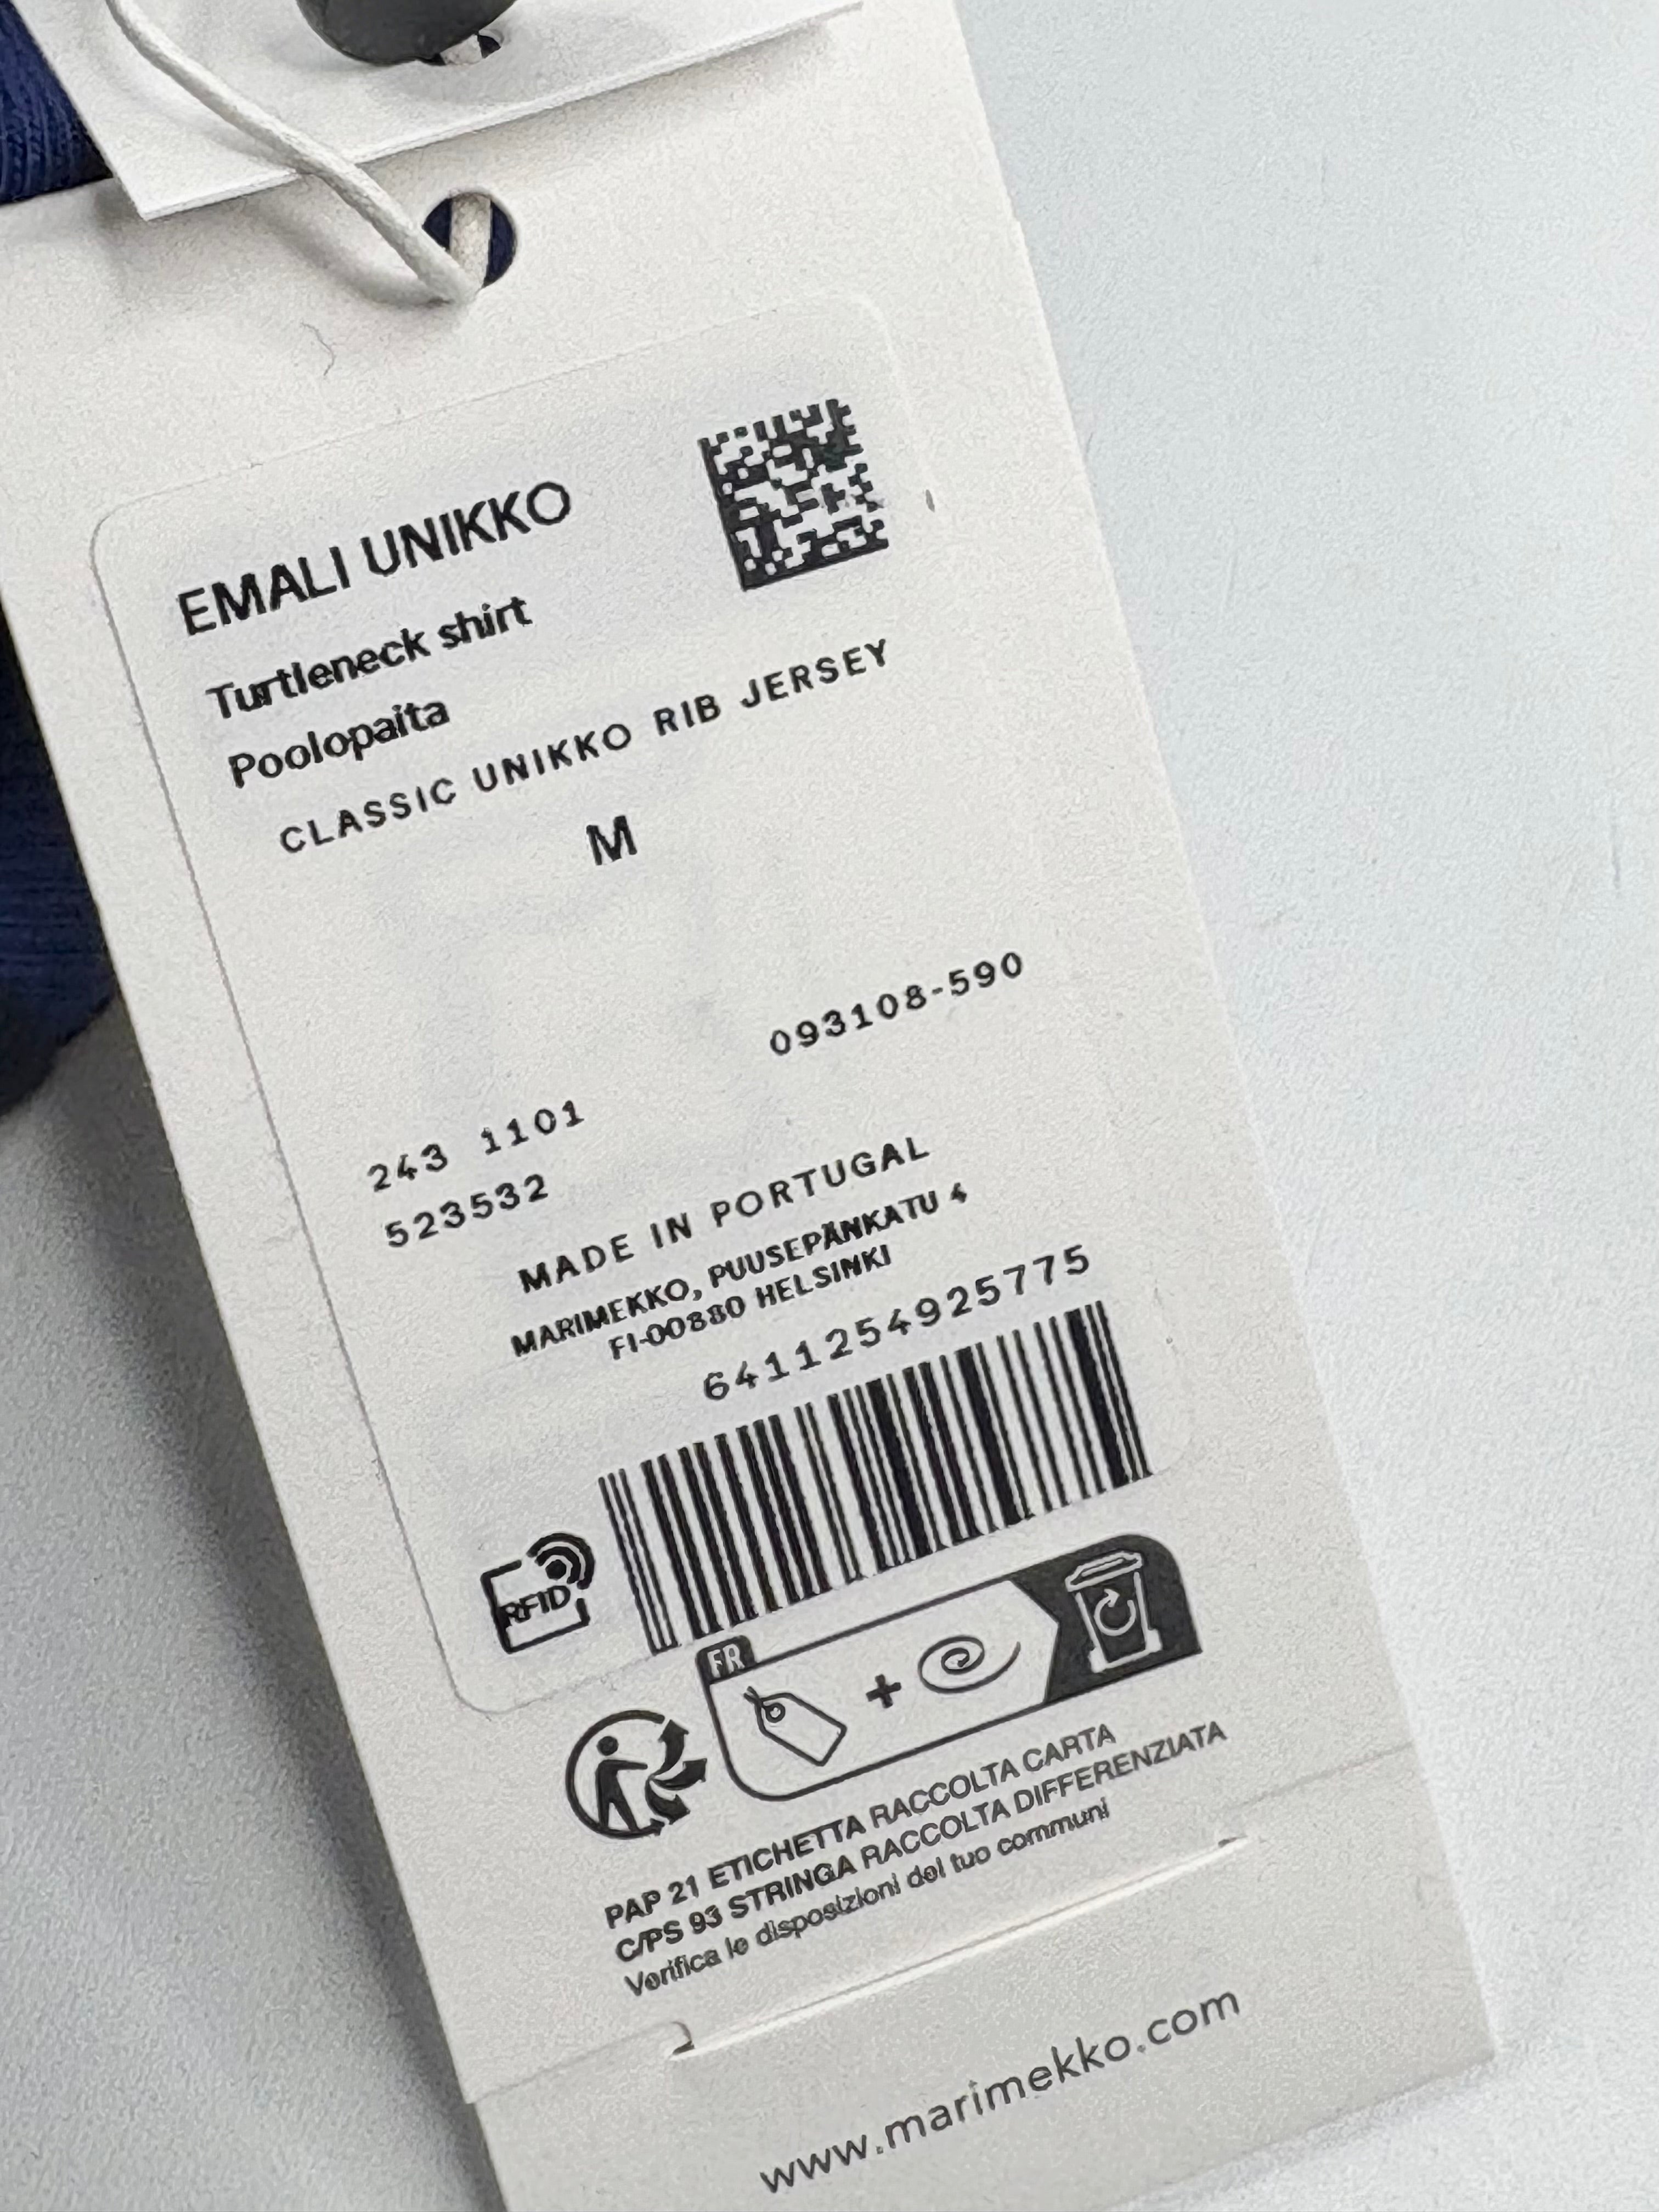 EMALI UNIKKO
Turtleneck shirt
Poolopaita
CLASSIC UNIKKO RIB JERSEY
M
093108-590
243 1101
523532
MADE IN PORTUGAL
MARIMEKKO, PUUSEPÄNKATU 4
FI-00880 HELSINKI
6411254925775
RFID
FR
PAP 21 ETICHETTA RACCOLTA CARTA
C/PS 93 STRINGA RACCOLTA DIFFERENZIATA
Verifica le disposizioni del tuo communi
www.marimekko.com